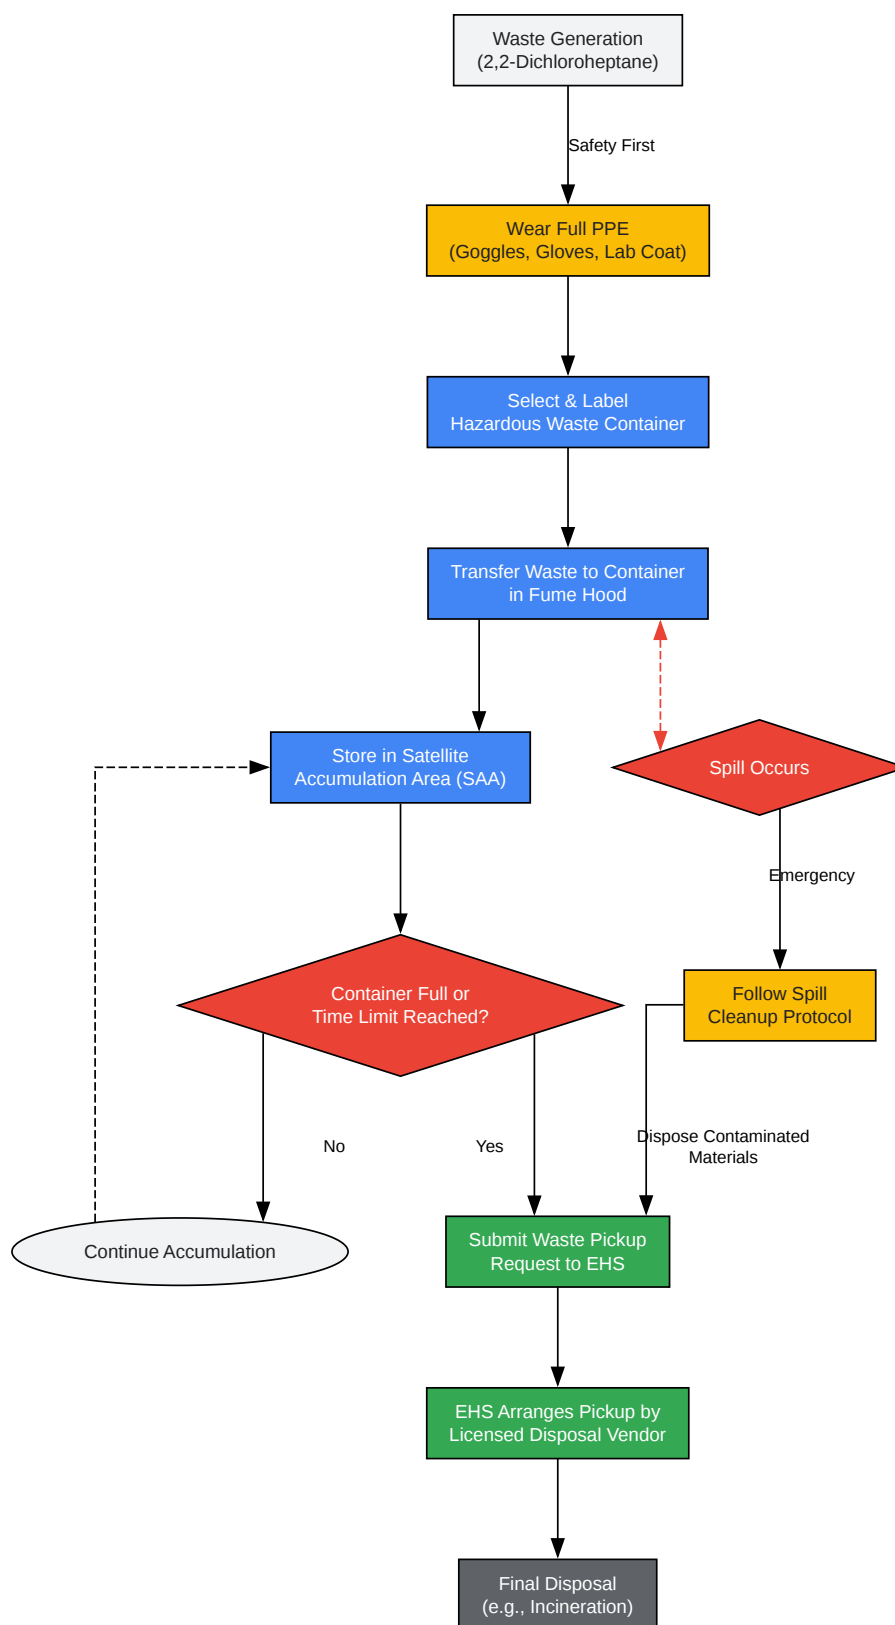 Waste Generation
(2,2-Dichloroheptane)
Safety First
Wear Full PPE
(Goggles, Gloves, Lab Coat)
Select & Label
Hazardous Waste Container
Transfer Waste to Container
in Fume Hood
Store in Satellite
Accumulation Area (SAA)
Spill Occurs
Emergency
Container Full or
Time Limit Reached?
Follow Spill
Cleanup Protocol
No
Yes
Dispose Contaminated
Materials
Continue Accumulation
Submit Waste Pickup
Request to EHS
EHS Arranges Pickup by
Licensed Disposal Vendor
Final Disposal
(e.g., Incineration)